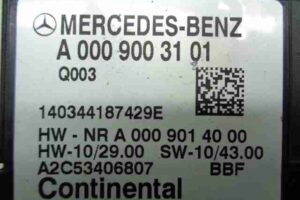 MERCEDES-BENZ
A 000 900 31 01
Q003
140344187429E
HW - NR A 000 901 40 00
HW-10/29.00 SW-10/43.00
A2C53406807 BBF
Continental